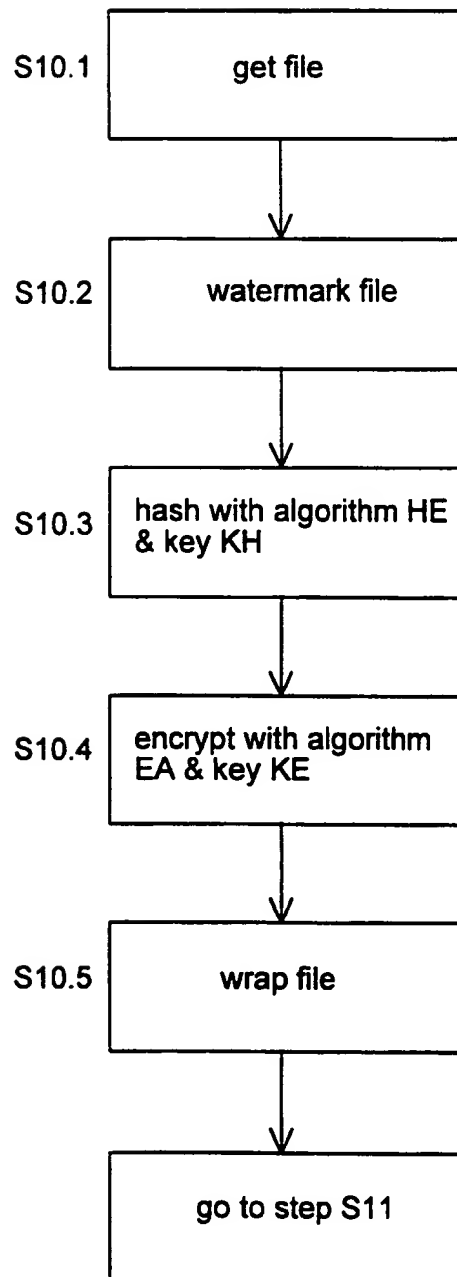 S10.1
get file
S10.2
watermark file
S10.3
hash with algorithm HE
& key KH
S10.4
encrypt with algorithm
EA & key KE
S10.5
wrap file
go to step S11